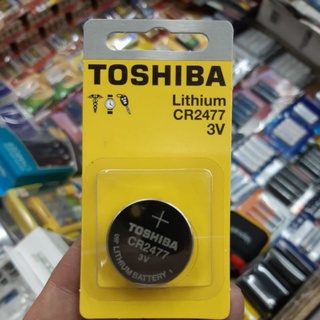 TOSHIBA
Lithium
CR2477
3V
+
TOSHIBA
CR2477
3V
LITHIUM BATTERY